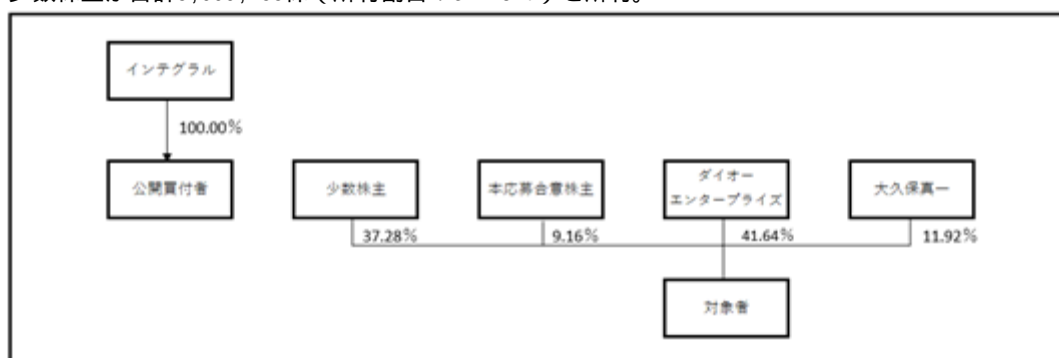 インテグラル
100.00%
公開買付者
少数株主
本応募合意株主
ダイオー
エンタープライズ
大久保真一
37.28%
9.16%
41.64%
11.92%
対象者